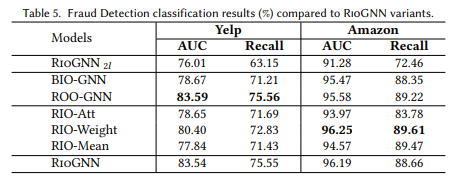 Table 5. Fraud Detection classification results (%) compared to RioGNN variants.
Models Yelp Amazon
AUC Recall AUC Recall
RioGNN 2l 76.01 63.15 91.28 72.46
BIO-GNN 78.67 71.21 95.47 88.35
ROO-GNN 83.59 75.56 95.58 89.22
RIO-Att 78.65 71.69 93.97 83.78
RIO-Weight 80.40 72.83 96.25 89.61
RIO-Mean 77.84 71.43 94.57 89.47
RioGNN 83.54 75.55 96.19 88.66